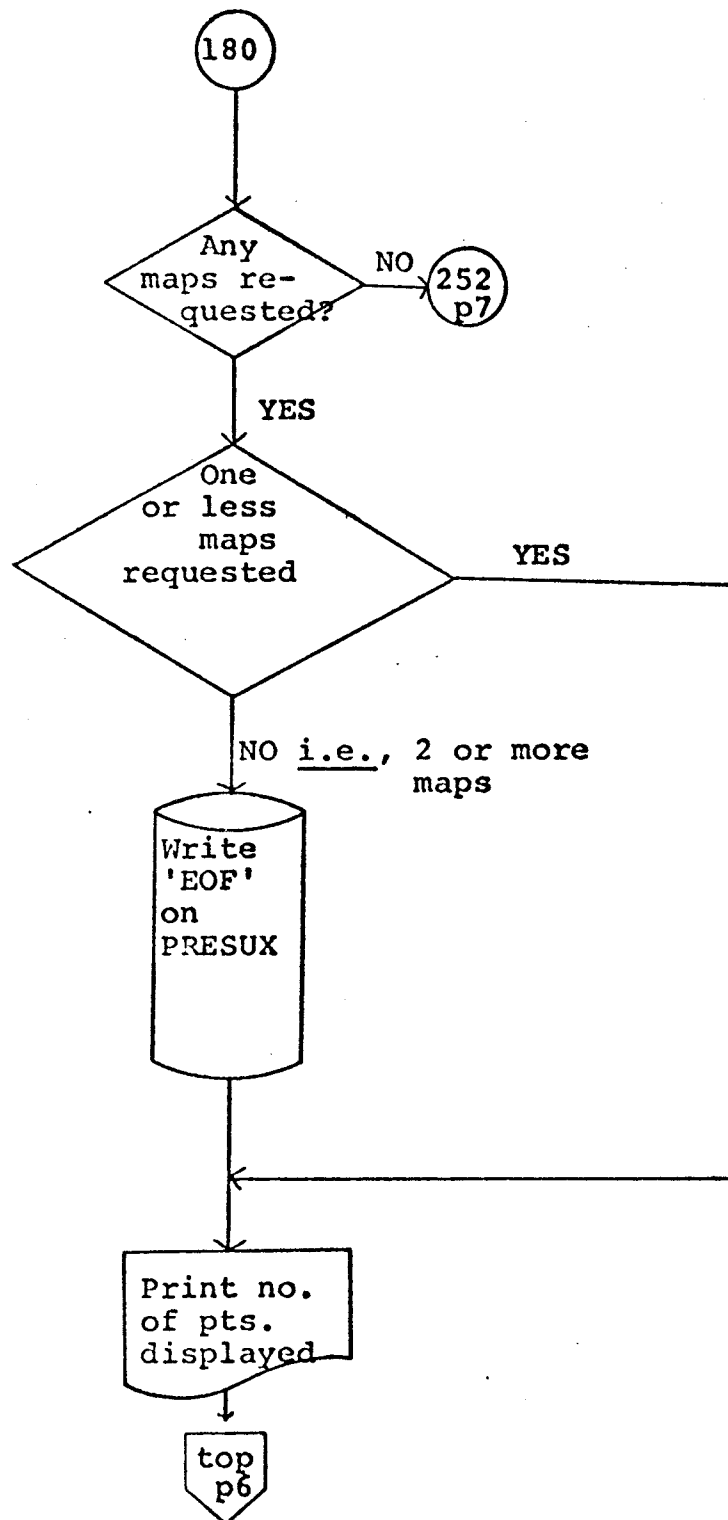 180
Any
maps re-
quested?
NO
252
p7
YES
One
or less
maps
requested
YES
NO i.e., 2 or more
maps
Write
'EOF'
on
PRESUX
Print no.
of pts.
displayed
top
p6